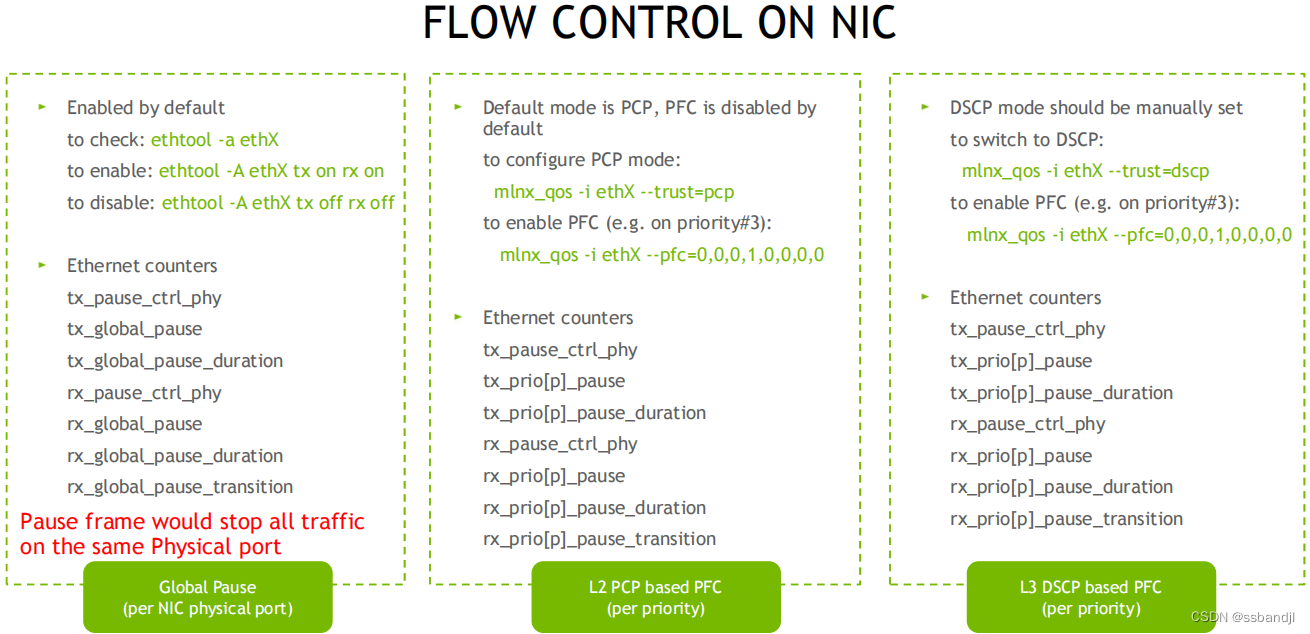 FLOW CONTROL ON NIC
Enabled by default
to check: ethtool -a ethX
to enable: ethtool -A ethX tx on rx on
to disable: ethtool -A ethX tx off rx off
Ethernet counters
tx_pause_ctrl_phy
tx_global_pause
tx_global_pause_duration
rx_pause_ctrl_phy
rx_global_pause
rx_global_pause_duration
rx_global_pause_transition
Pause frame would stop all traffic
on the same Physical port
Global Pause
(per NIC physical port)
Default mode is PCP, PFC is disabled by
default
to configure PCP mode:
mlnx_qos -i ethX --trust=pcp
to enable PFC (e.g. on priority#3):
mlnx_qos -i ethX --pfc=0,0,0,1,0,0,0,0
Ethernet counters
tx_pause_ctrl_phy
tx_prio[p]_pause
tx_prio[p]_pause_duration
rx_pause_ctrl_phy
rx_prio[p]_pause
rx_prio[p]_pause_duration
rx_prio[p]_pause_transition
L2 PCP based PFC
(per priority)
DSCP mode should be manually set
to switch to DSCP:
mlnx_qos -i ethX --trust=dscp
to enable PFC (e.g. on priority#3):
mlnx_qos -i ethX --pfc=0,0,0,1,0,0,0,0
Ethernet counters
tx_pause_ctrl_phy
tx_prio[p]_pause
tx_prio[p]_pause_duration
rx_pause_ctrl_phy
rx_prio[p]_pause
rx_prio[p]_pause_duration
rx_prio[p]_pause_transition
L3 DSCP based PFC
(per priority)
CSDN @ssbandjl